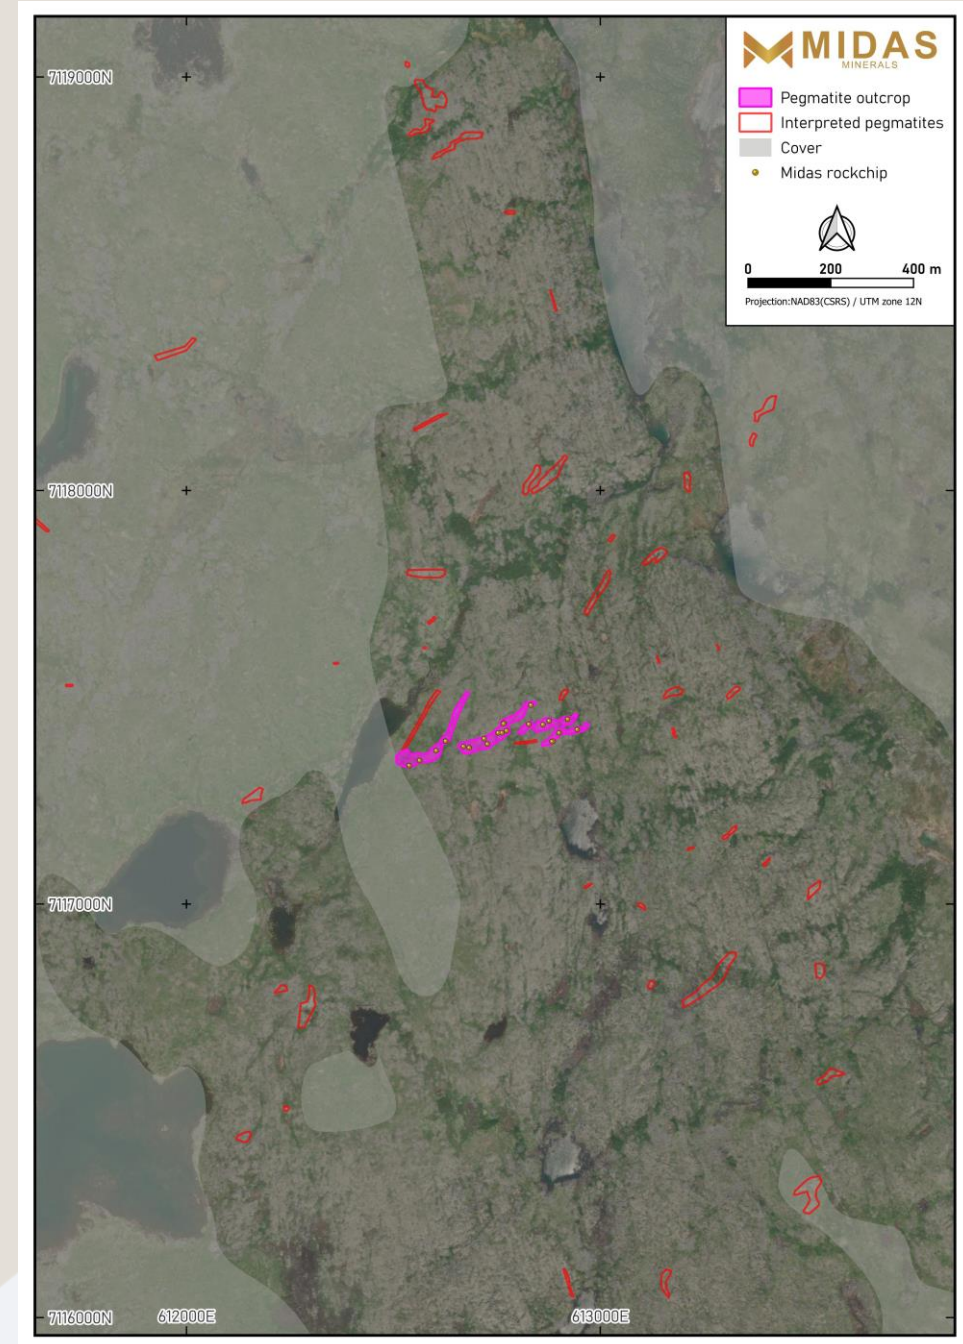 MIDAS
MINERALS
Pegmatite outcrop
Interpreted pegmatites
Cover
Midas rockchip
0 200 400 m
Projection:NAD83(CSRS) / UTM zone 12N
7119000N
7118000N
7117000N
7116000N 612000E 613000E